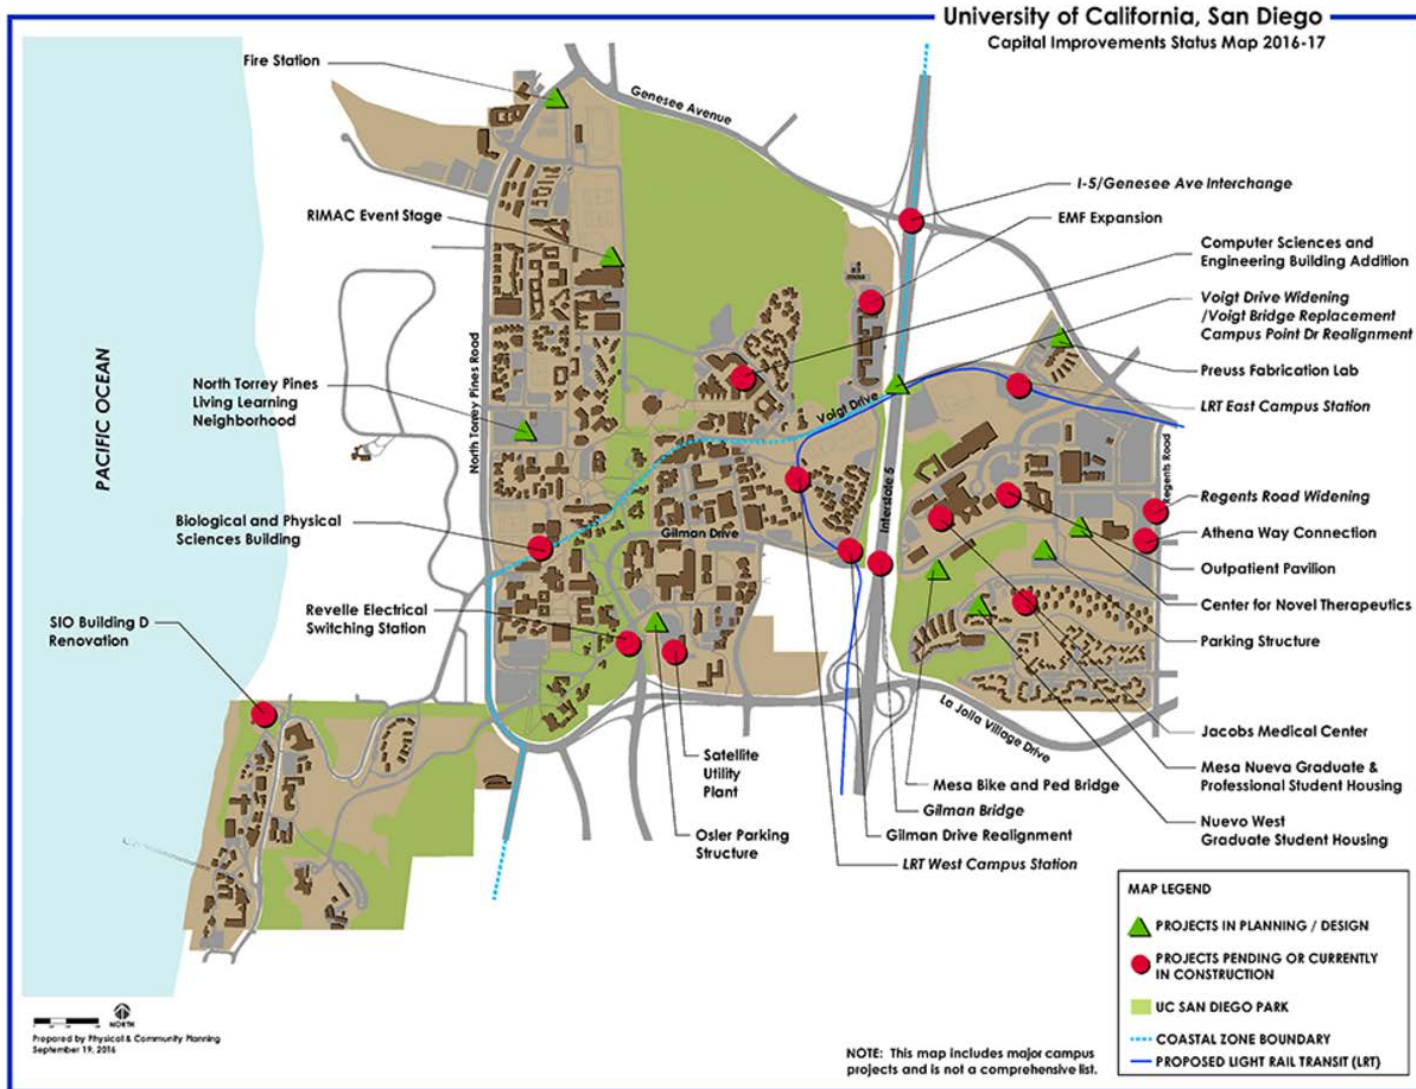 University of California, San Diego
Capital Improvements Status Map 2016-17
Fire Station
Genesee Avenue
I-5/Genesee Ave Interchange
RIMAC Event Stage
EMF Expansion
Computer Sciences and
Engineering Building Addition
Voigt Drive Widening
/Voigt Bridge Replacement
Campus Point Dr Realignment
PACIFIC OCEAN
North Torrey Pines Road
Preuss Fabrication Lab
North Torrey Pines
Living Learning
Neighborhood
Voigt Drive
LRT East Campus Station
Regents Road
Interstate 5
Regents Road Widening
Biological and Physical
Sciences Building
Gilman Drive
Athena Way Connection
Outpatient Pavilion
Revelle Electrical
Switching Station
Center for Novel Therapeutics
SIO Building D
Renovation
Parking Structure
La Jolla Village Drive
Jacobs Medical Center
Satellite
Utility
Plant
Mesa Nueva Graduate &
Professional Student Housing
Mesa Bike and Ped Bridge
Gilman Bridge
Nuevo West
Graduate Student Housing
Osler Parking
Structure
Gilman Drive Realignment
LRT West Campus Station
MAP LEGEND
PROJECTS IN PLANNING / DESIGN
PROJECTS PENDING OR CURRENTLY
IN CONSTRUCTION
UC SAN DIEGO PARK
COASTAL ZONE BOUNDARY
PROPOSED LIGHT RAIL TRANSIT (LRT)
NORTH
Prepared by Physical & Community Planning
September 19, 2016
NOTE: This map includes major campus
projects and is not a comprehensive list.